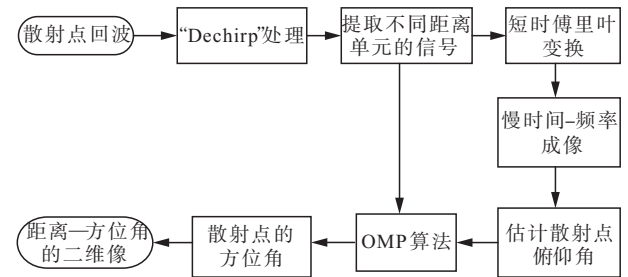 散射点回波
“Dechirp”处理
提取不同距离
单元的信号
短时傅里叶
变换
慢时间–频率
成像
估计散射点
俯仰角
OMP算法
散射点的
方位角
距离—方位角
的二维像